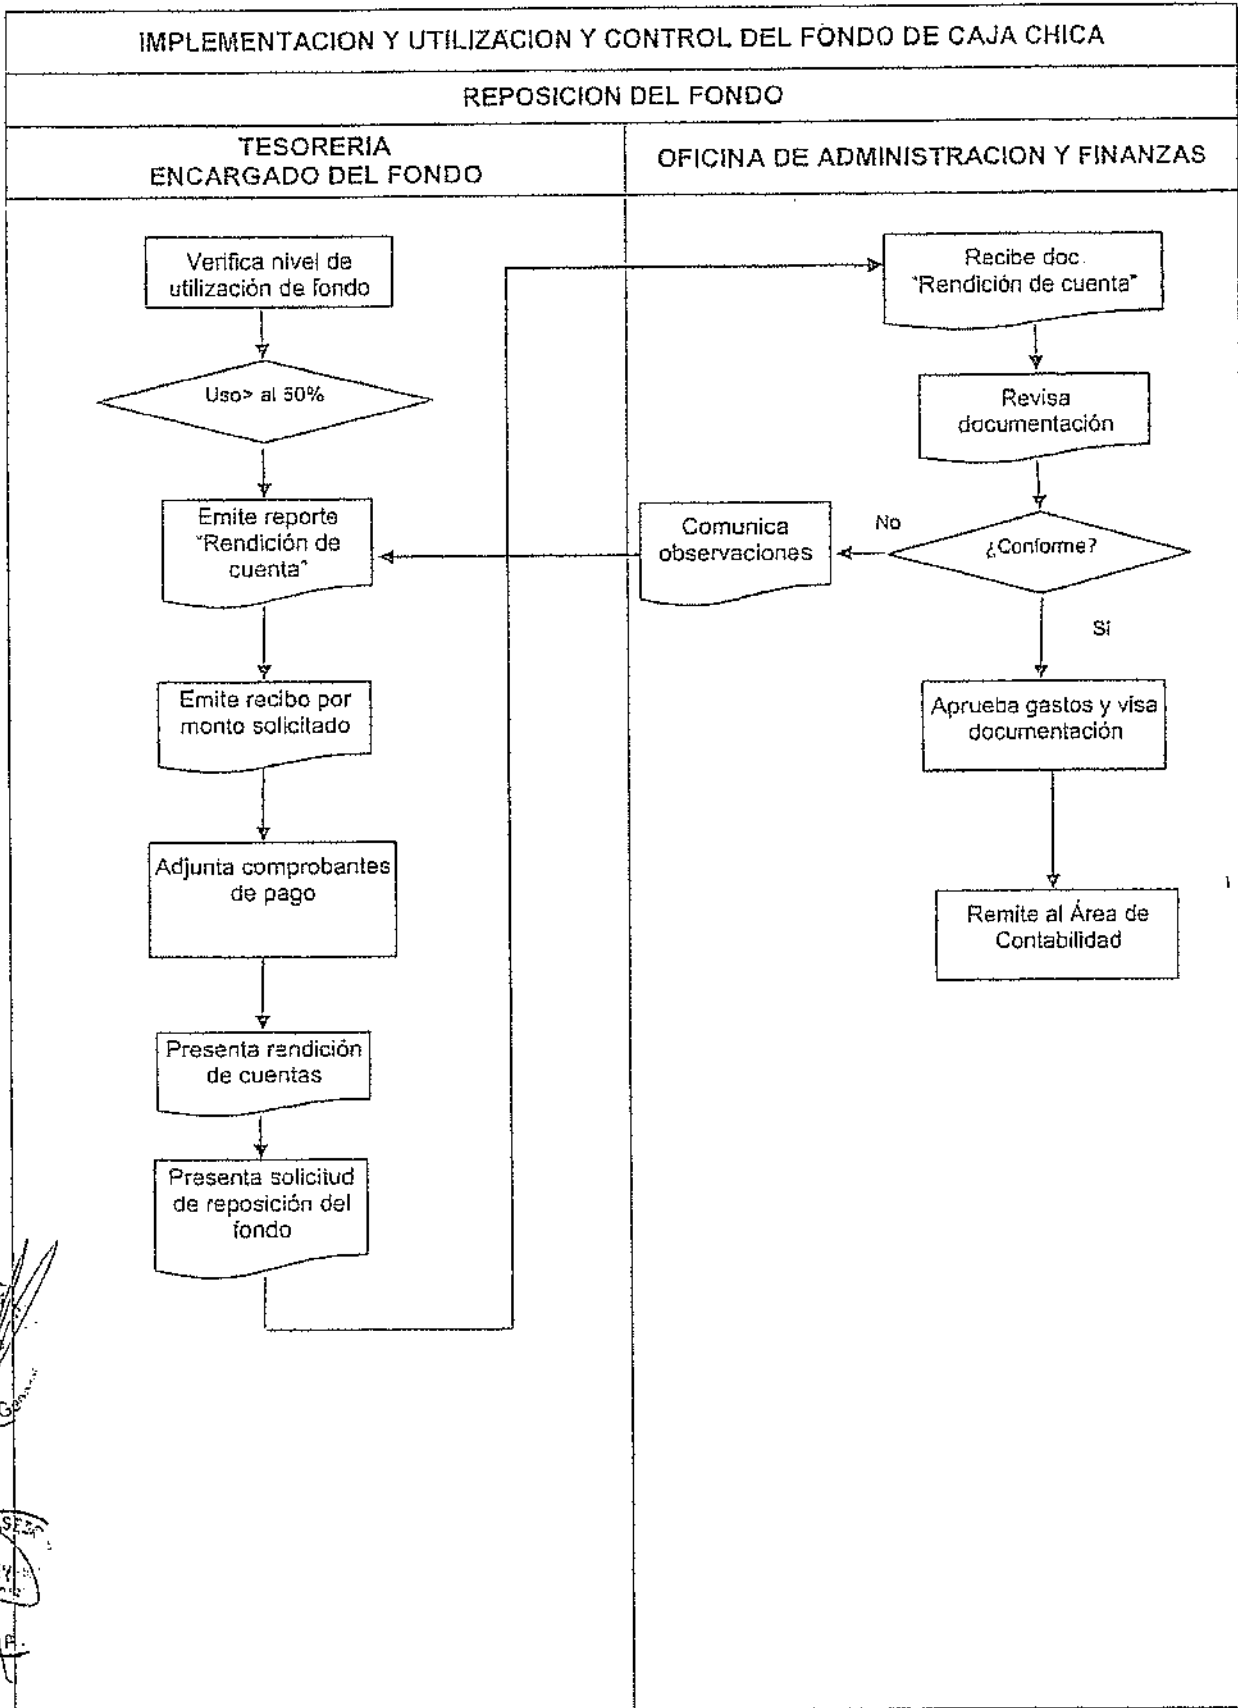 IMPLEMENTACION Y UTILIZACION Y CONTROL DEL FONDO DE CAJA CHICA
REPOSICION DEL FONDO
TESORERIA
ENCARGADO DEL FONDO
OFICINA DE ADMINISTRACION Y FINANZAS
Verifica nivel de
utilización de fondo
Uso> al 50%
Emite reporte
"Rendición de
cuenta"
Emite recibo por
monto solicitado
Adjunta comprobantes
de pago
Presenta rendición
de cuentas
Presenta solicitud
de reposición del
fondo
Recibe doc.
"Rendición de cuenta"
Revisa
documentación
¿Conforme?
No
Comunica
observaciones
Si
Aprueba gastos y visa
documentación
Remite al Área de
Contabilidad